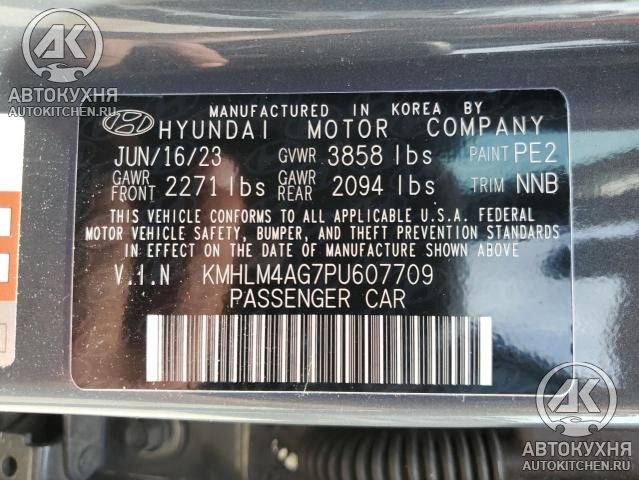 АК
АВТОКУХНЯ
AUTOKITCHEN.RU
MANUFACTURED IN KOREA BY
HYUNDAI MOTOR COMPANY
JUN/16/23 GVWR 3858 lbs PAINT PE2
GAWR FRONT 2271 lbs GAWR REAR 2094 lbs TRIM NNB
THIS VEHICLE CONFORMS TO ALL APPLICABLE U.S.A. FEDERAL
MOTOR VEHICLE SAFETY, BUMPER, AND THEFT PREVENTION STANDARDS
IN EFFECT ON THE DATE OF MANUFACTURE SHOWN ABOVE
V.I.N KMHLM4AG7PU607709
PASSENGER CAR
АК
АВТОКУХНЯ
AUTOKITCHEN.RU